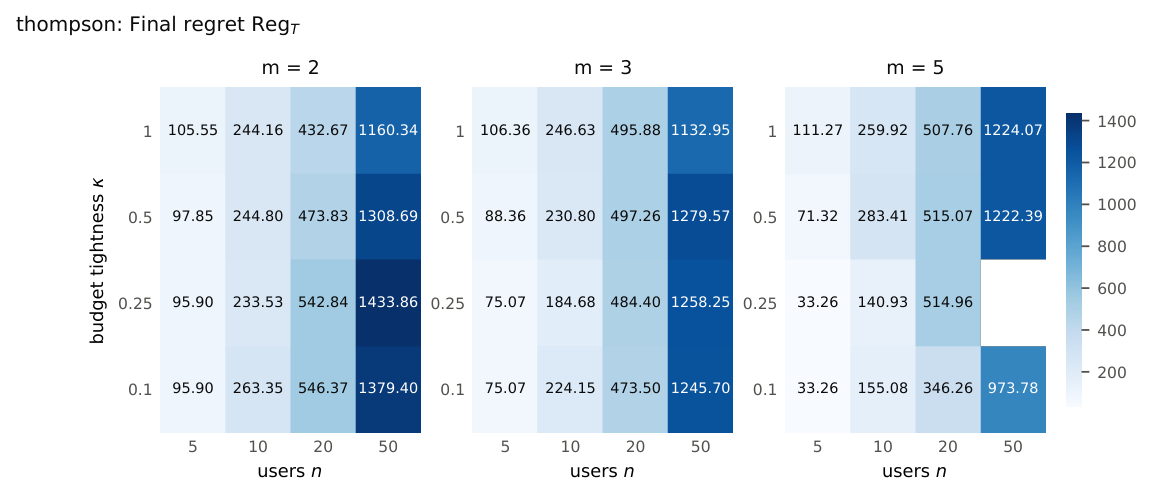 thompson: Final regret Reg_T
m = 2 m = 3 m = 5
1 105.55 244.16 432.67 1160.34 1 106.36 246.63 495.88 1132.95 1 111.27 259.92 507.76 1224.07
0.5 97.85 244.80 473.83 1308.69 0.5 88.36 230.80 497.26 1279.57 0.5 71.32 283.41 515.07 1222.39
0.25 95.90 233.53 542.84 1433.86 0.25 75.07 184.68 484.40 1258.25 0.25 33.26 140.93 514.96
0.1 95.90 263.35 546.37 1379.40 0.1 75.07 224.15 473.50 1245.70 0.1 33.26 155.08 346.26 973.78
5 10 20 50 5 10 20 50 5 10 20 50
users n users n users n
budget tightness κ
1400
1200
1000
800
600
400
200